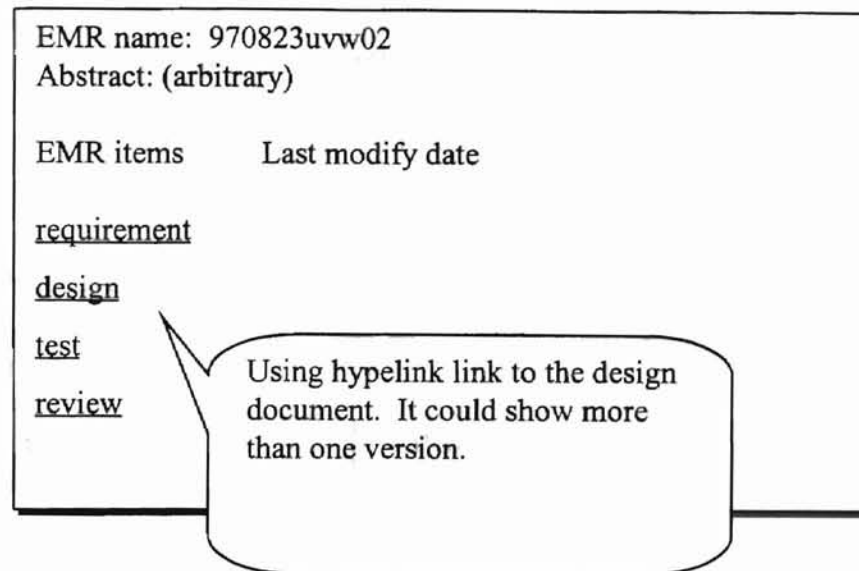 EMR name: 970823uvw02
Abstract: (arbitrary)
EMR items Last modify date
requirement
design
test
review
Using hypelink link to the design
document. It could show more
than one version.